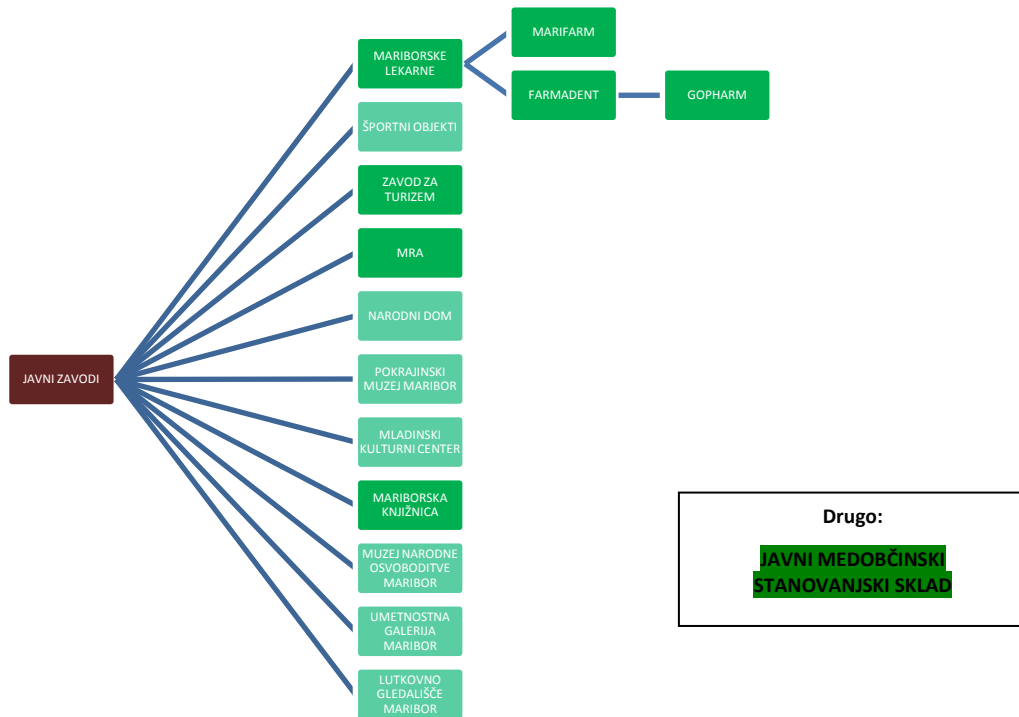 MARIBORSKE
LEKARNE
MARIFARM
FARMADENT
GOPHARM
ŠPORTNI OBJEKTI
ZAVOD ZA
TURIZEM
MRA
NARODNI DOM
JAVNI ZAVODI
POKRAJINSKI
MUZEJ MARIBOR
MLADINSKI
KULTURNI CENTER
MARIBORSKA
KNJIŽNICA
MUZEJ NARODNE
OSVOBODITVE
MARIBOR
UMETNOSTNA
GALERIJA
MARIBOR
LUTKOVNO
GLEDALIŠČE
MARIBOR
Drugo:
JAVNI MEDOBČINSKI
STANOVANJSKI SKLAD